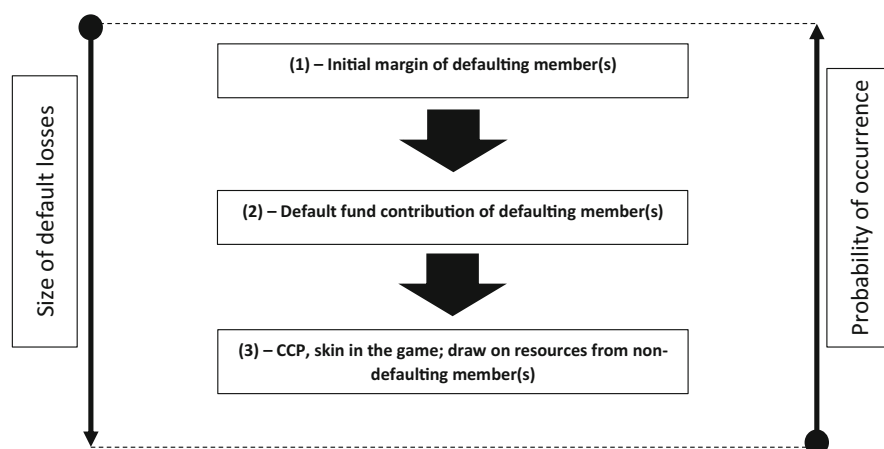 (1) – Initial margin of defaulting member(s)
Size of default losses
Probability of occurrence
(2) – Default fund contribution of defaulting member(s)
(3) – CCP, skin in the game; draw on resources from non-
defaulting member(s)